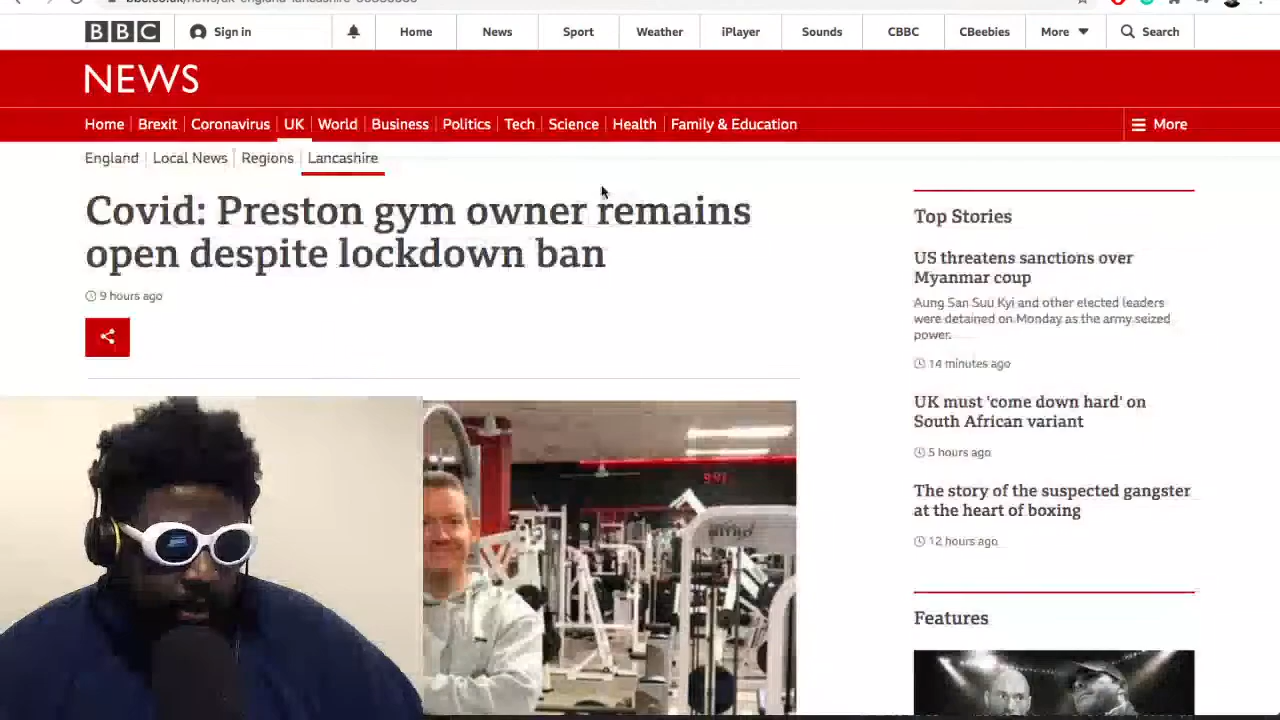 BBC
Sign in
Home
News
Sport
Weather
iPlayer
Sounds
CBBC
CBeebies
More
Search
NEWS
Home
Brexit
Coronavirus
UK
World
Business
Politics
Tech
Science
Health
Family & Education
More
England
Local News
Regions
Lancashire
Covid: Preston gym owner remains
open despite lockdown ban
9 hours ago
Top Stories
US threatens sanctions over
Myanmar coup
Aung San Suu Kyi and other elected leaders
were detained on Monday as the army seized
power.
14 minutes ago
UK must 'come down hard' on
South African variant
5 hours ago
The story of the suspected gangster
at the heart of boxing
12 hours ago
Features